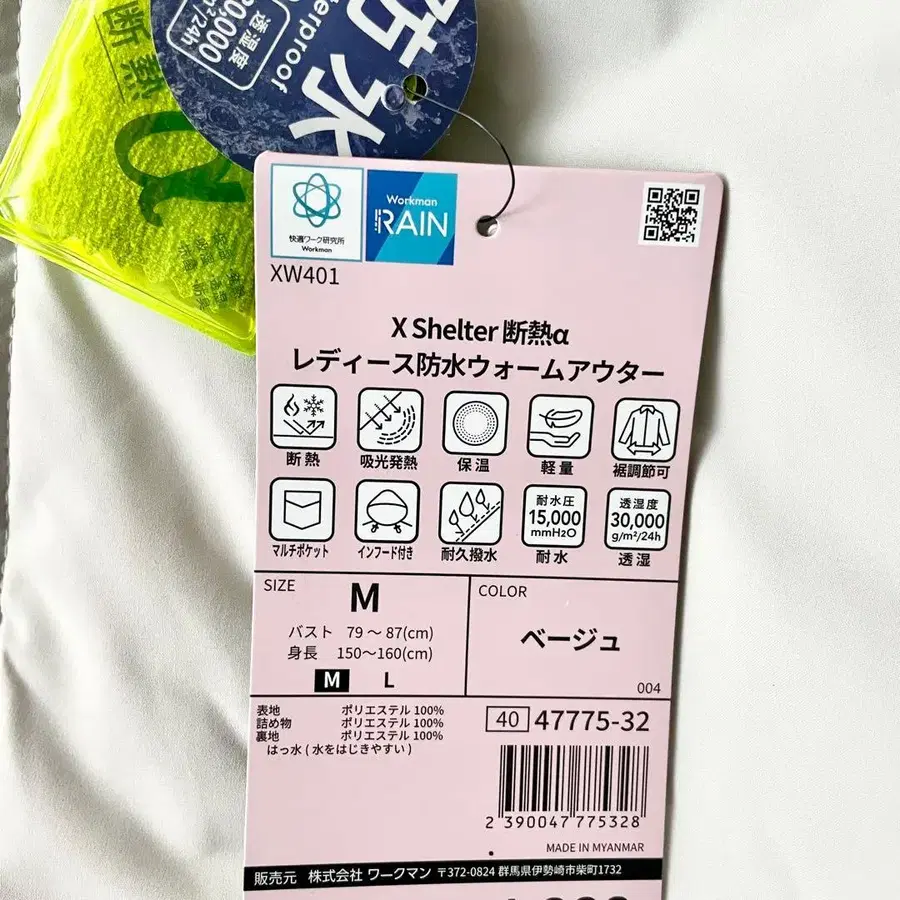 断熱
α
防水
erproof
透湿度
30,000
快適ワーク研究所
Workman
Workman
RAIN
XW401
X Shelter 断熱α
レディース防水ウォームアウター
断熱
吸光発熱
保温
軽量
裾調節可
マルチポケット
インフード付き
耐久撥水
耐水圧
15,000
mmH₂O
耐水
透湿度
30,000
g/m²/24h
透湿
SIZE
M
バスト 79～87(cm)
身長 150～160(cm)
M L
COLOR
ベージュ
004
表地 ポリエステル 100%
詰め物 ポリエステル 100%
裏地 ポリエステル 100%
はっ水 ( 水をはじきやすい )
40 47775-32
2 390047 775328
MADE IN MYANMAR
販売元 株式会社 ワークマン 〒372-0824 群馬県伊勢崎市柴町1732